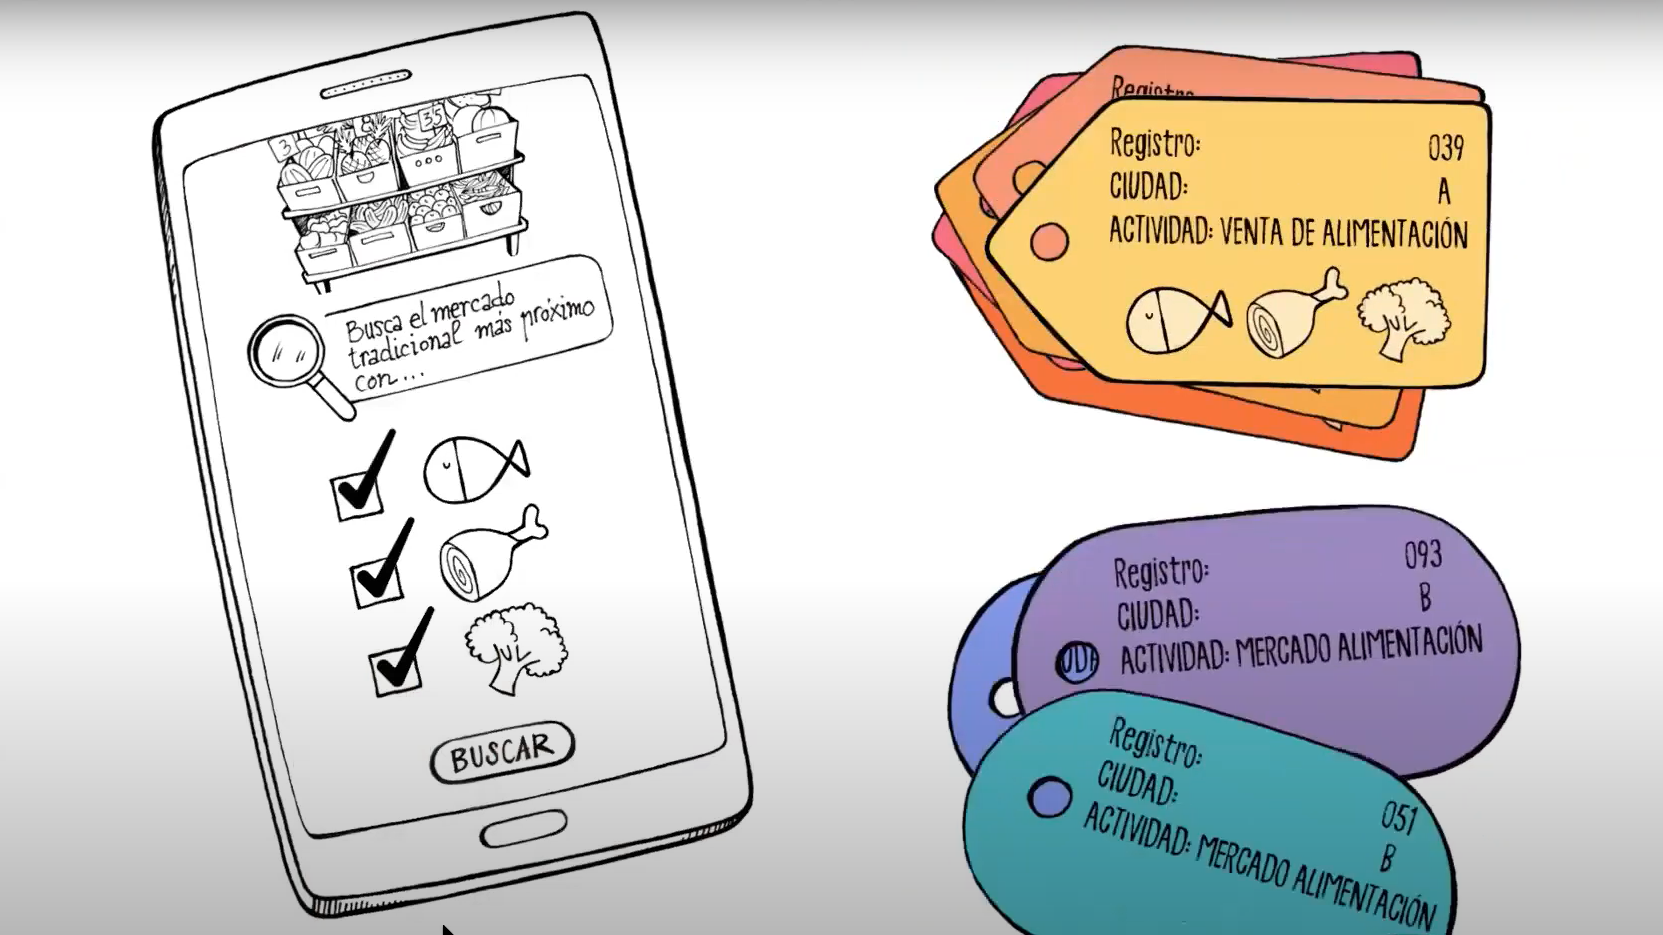 3
8
35
Busca el mercado
tradicional más próximo
con...
BUSCAR
Registro
Registro: 039
CIUDAD: A
ACTIVIDAD: VENTA DE ALIMENTACIÓN
Registro: 093
CIUDAD: B
ACTIVIDAD: MERCADO ALIMENTACIÓN
Registro: 051
CIUDAD: B
ACTIVIDAD: MERCADO ALIMENTACIÓN